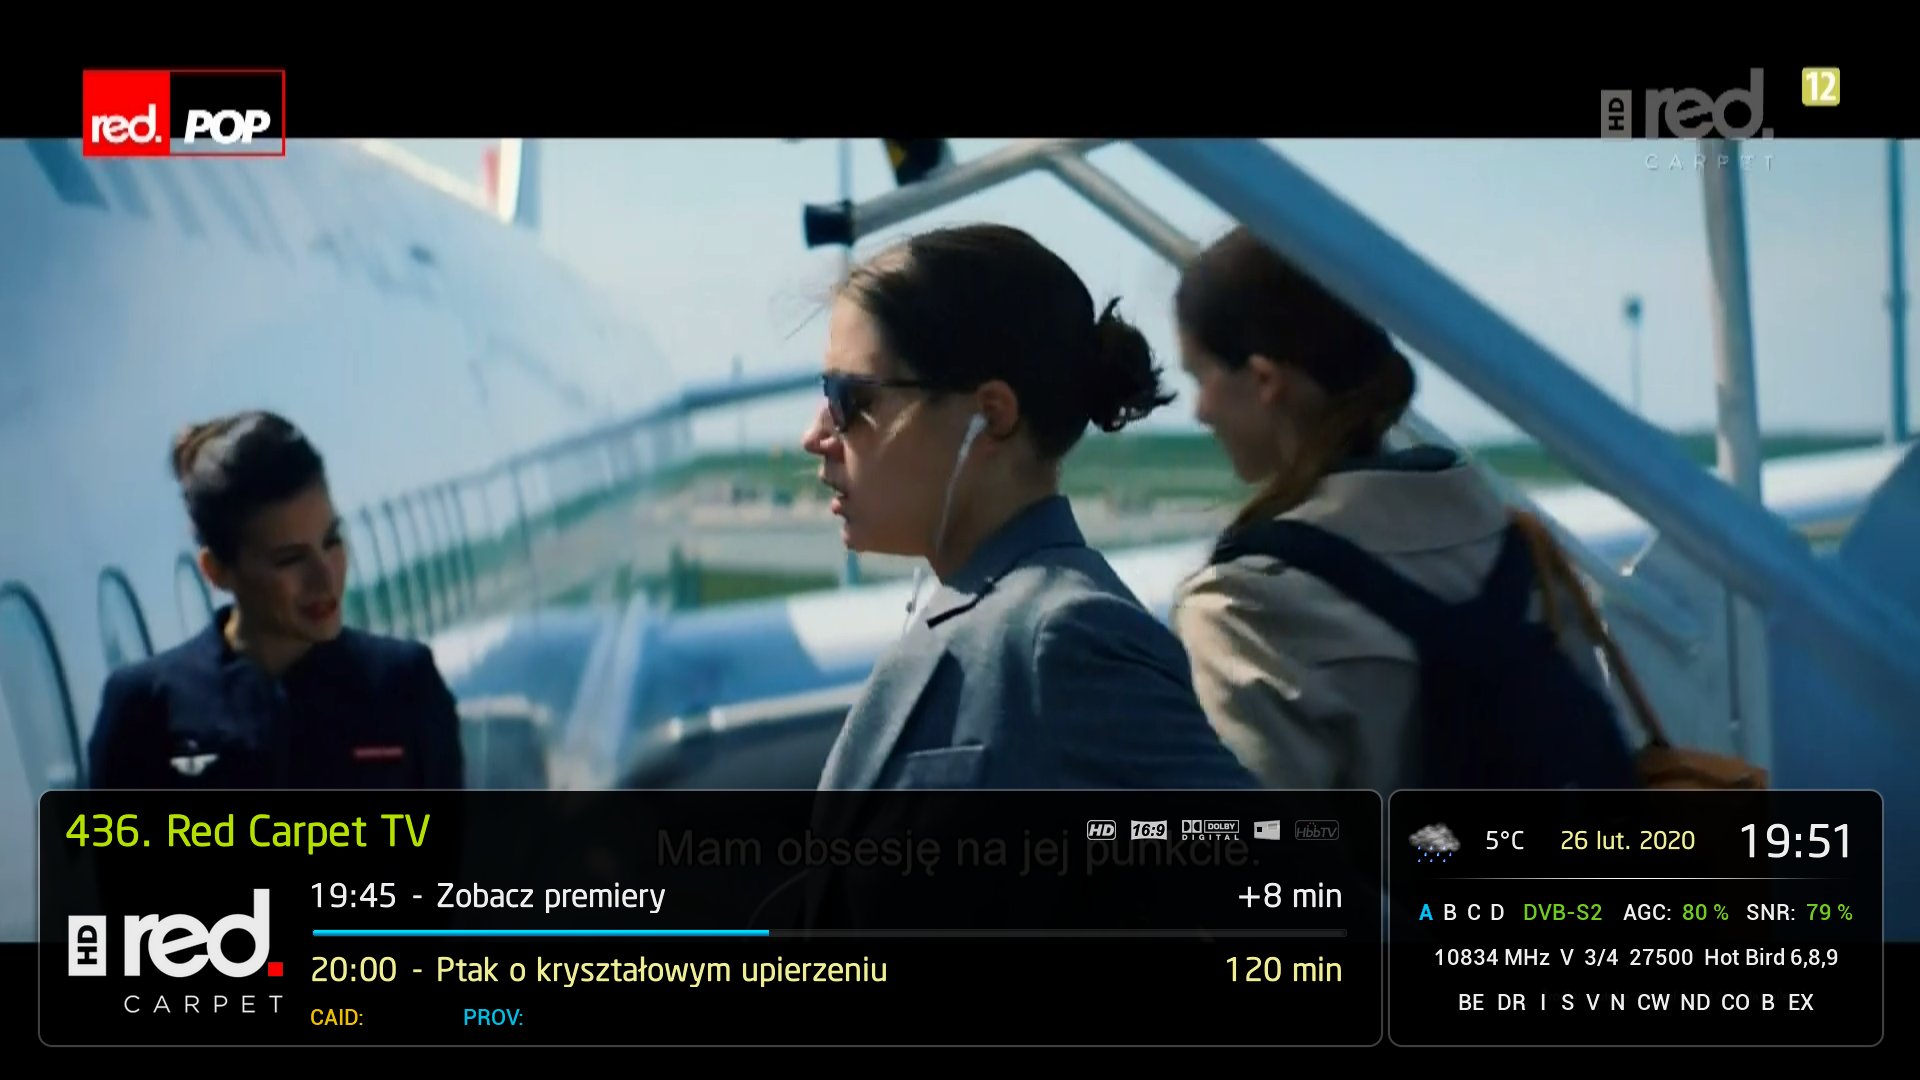 red. POP
HD red. 12
CARPET
436. Red Carpet TV
HD 16:9 DOLBY DIGITAL HbbTV
Mam obsesję na jej punkcie.
19:45 - Zobacz premiery +8 min
20:00 - Ptak o kryształowym upierzeniu 120 min
CAID: PROV:
HD red.
CARPET
5°C 26 lut. 2020 19:51
A B C D DVB-S2 AGC: 80 % SNR: 79 %
10834 MHz V 3/4 27500 Hot Bird 6,8,9
BE DR I S V N CW ND CO B EX